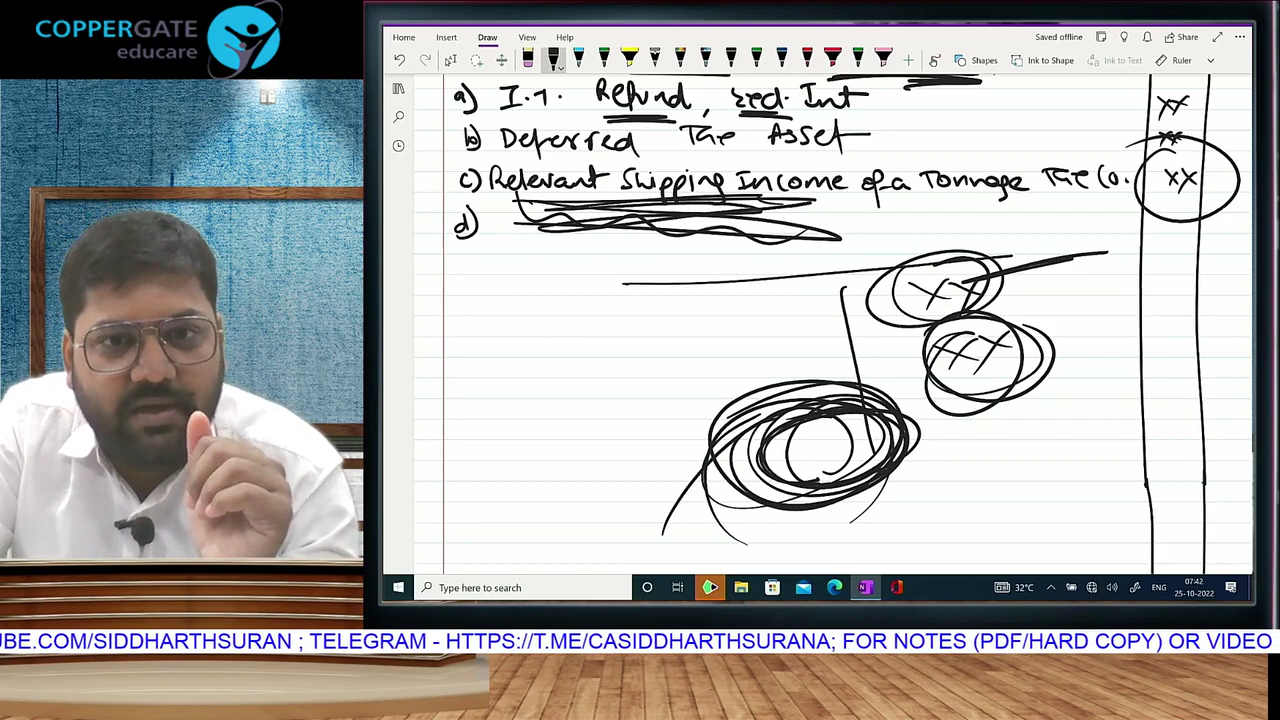 COPPERGATE
educare
Home Insert Draw View Help Saved offline Share
Shapes Ink to Shape Ink to Text Ruler
a) I.T. Refund, Int xx
b) Deferred Tax Asset xx
c) Relevant Shipping Income of a Tonnage Tax Co. xx
d)
xx
xxx
Type here to search 32°C ENG 07:42
25-10-2022
UBE.COM/SIDDHARTHSURAN ; TELEGRAM - HTTPS://T.ME/CASIDDHARTHSURANA; FOR NOTES (PDF/HARD COPY) OR VIDEO